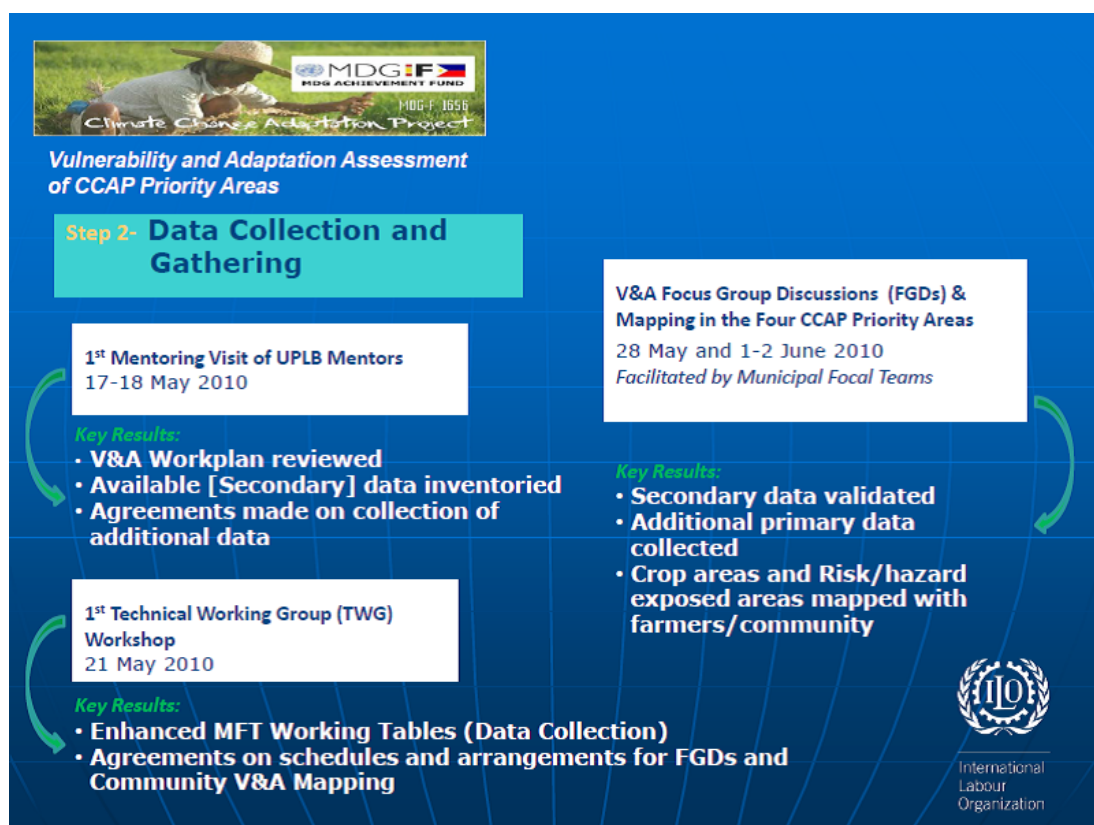 MDG:F
MDG ACHIEVEMENT FUND
MDG-F 1656
Climate Change Adaptation Project
Vulnerability and Adaptation Assessment
of CCAP Priority Areas
Step 2- Data Collection and
Gathering
1st Mentoring Visit of UPLB Mentors
17-18 May 2010
Key Results:
• V&A Workplan reviewed
• Available [Secondary] data inventoried
• Agreements made on collection of
additional data
1st Technical Working Group (TWG)
Workshop
21 May 2010
Key Results:
• Enhanced MFT Working Tables (Data Collection)
• Agreements on schedules and arrangements for FGDs and
Community V&A Mapping
V&A Focus Group Discussions (FGDs) &
Mapping in the Four CCAP Priority Areas
28 May and 1-2 June 2010
Facilitated by Municipal Focal Teams
Key Results:
• Secondary data validated
• Additional primary data
collected
• Crop areas and Risk/hazard
exposed areas mapped with
farmers/community
ILO
International
Labour
Organization